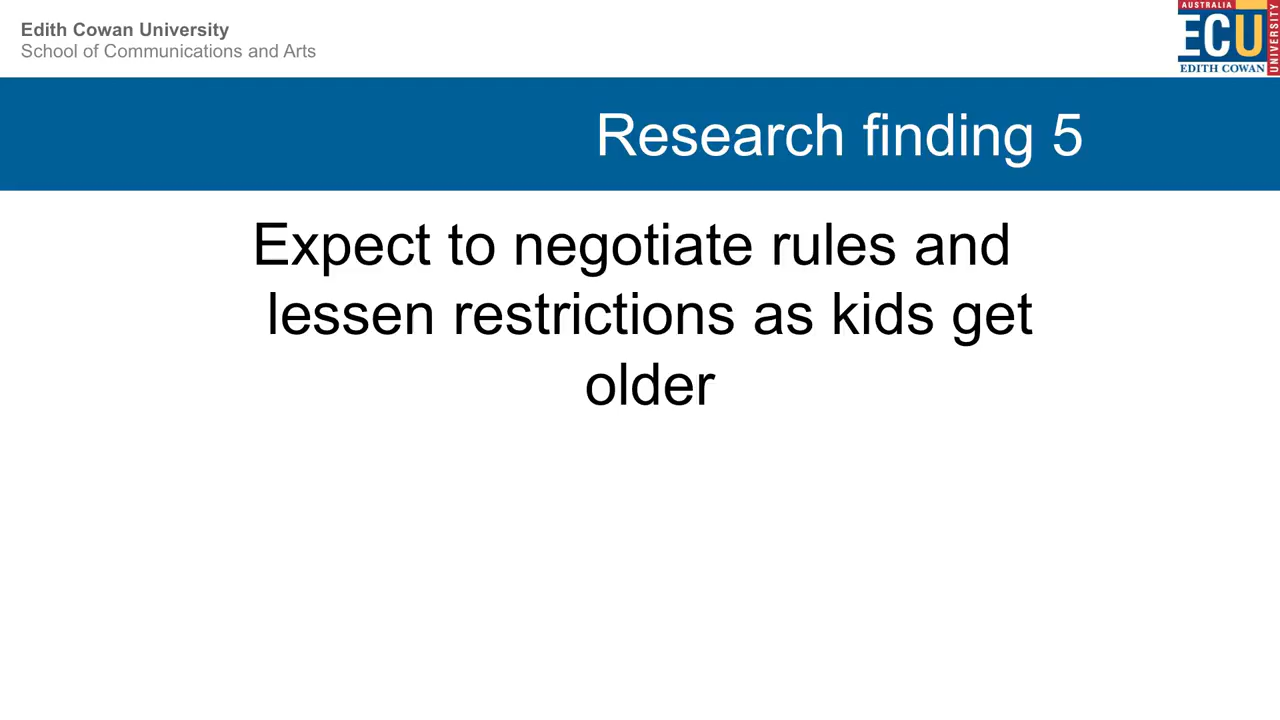 Edith Cowan University
School of Communications and Arts
AUSTRALIA
ECU
EDITH COWAN
UNIVERSITY
Research finding 5
Expect to negotiate rules and
lessen restrictions as kids get
older